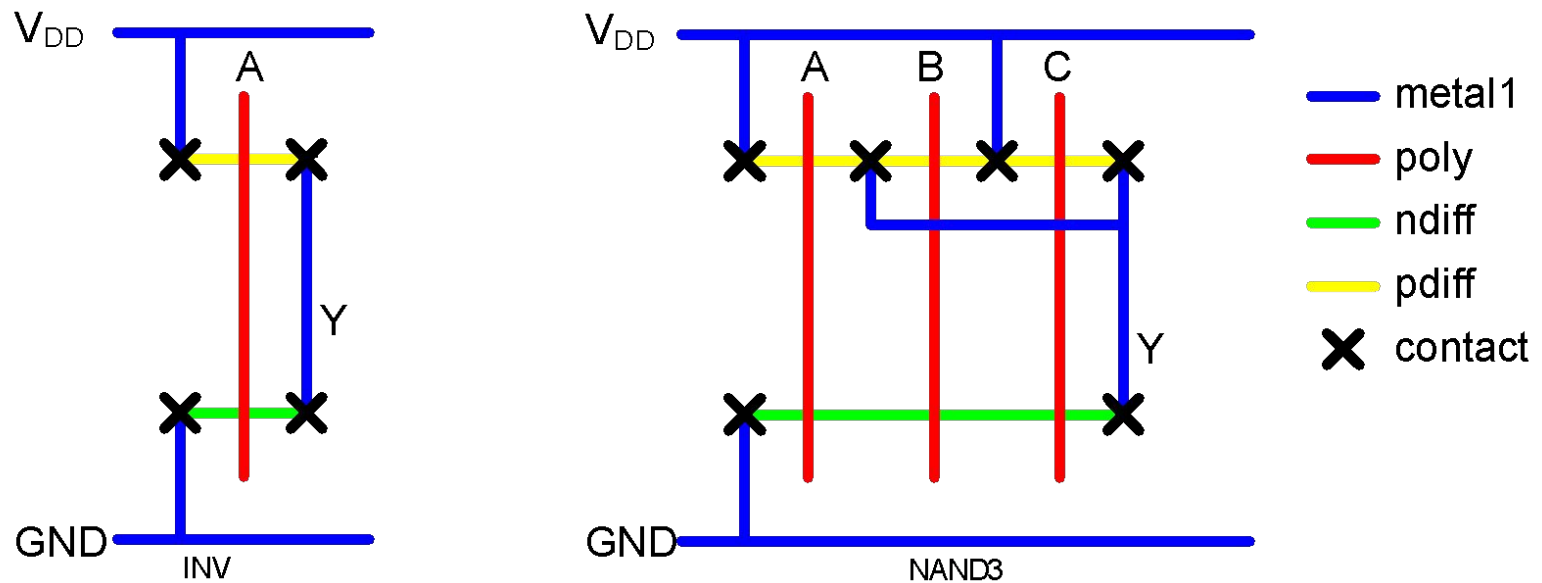 VDD
A
Y
GND
INV
VDD
A B C
Y
GND
NAND3
metal1
poly
ndiff
pdiff
contact